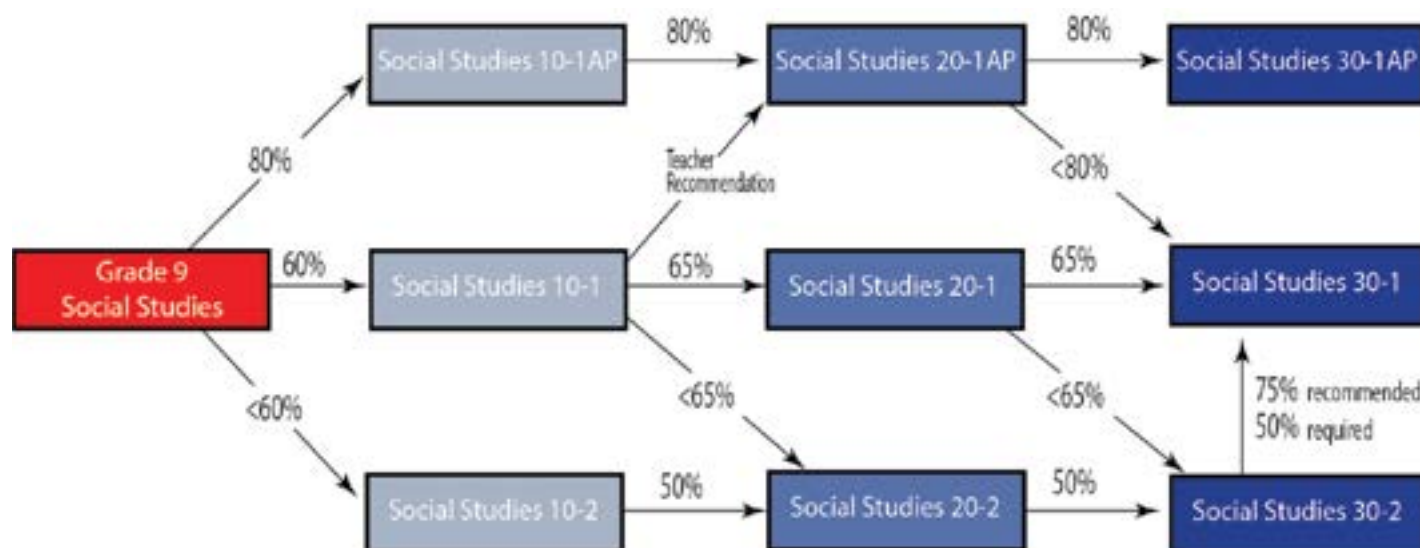 Social Studies 10-1AP
80%
Social Studies 20-1AP
80%
Social Studies 30-1AP
80%
Teacher
Recommendation
<80%
Grade 9
Social Studies
60%
Social Studies 10-1
65%
Social Studies 20-1
65%
Social Studies 30-1
<60%
<65%
<65%
75% recommended
50% required
Social Studies 10-2
50%
Social Studies 20-2
50%
Social Studies 30-2